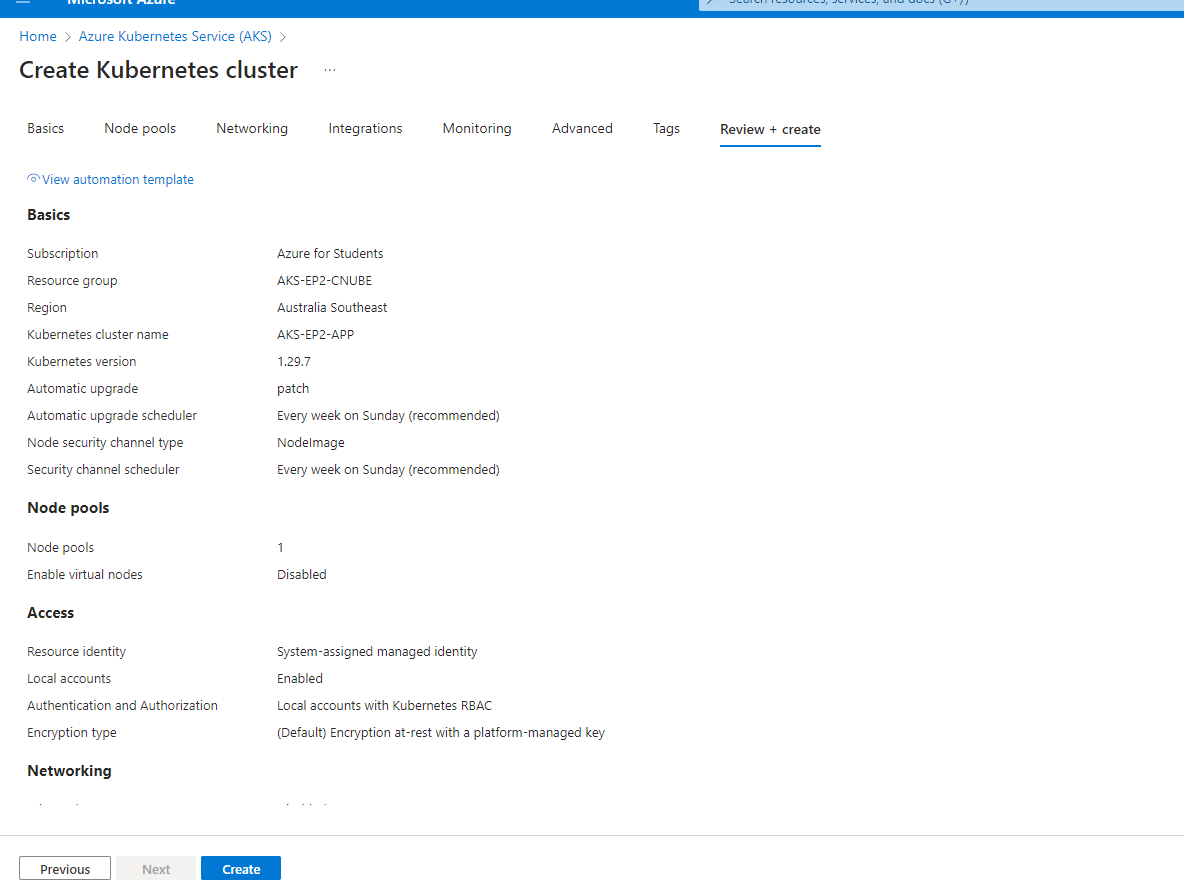 Microsoft Azure
Search resources, services, and docs (G+/)
Home > Azure Kubernetes Service (AKS) >
Create Kubernetes cluster ...
Basics Node pools Networking Integrations Monitoring Advanced Tags Review + create
View automation template
Basics
Subscription Azure for Students
Resource group AKS-EP2-CNUBE
Region Australia Southeast
Kubernetes cluster name AKS-EP2-APP
Kubernetes version 1.29.7
Automatic upgrade patch
Automatic upgrade scheduler Every week on Sunday (recommended)
Node security channel type NodeImage
Security channel scheduler Every week on Sunday (recommended)
Node pools
Node pools 1
Enable virtual nodes Disabled
Access
Resource identity System-assigned managed identity
Local accounts Enabled
Authentication and Authorization Local accounts with Kubernetes RBAC
Encryption type (Default) Encryption at-rest with a platform-managed key
Networking
Previous Next Create